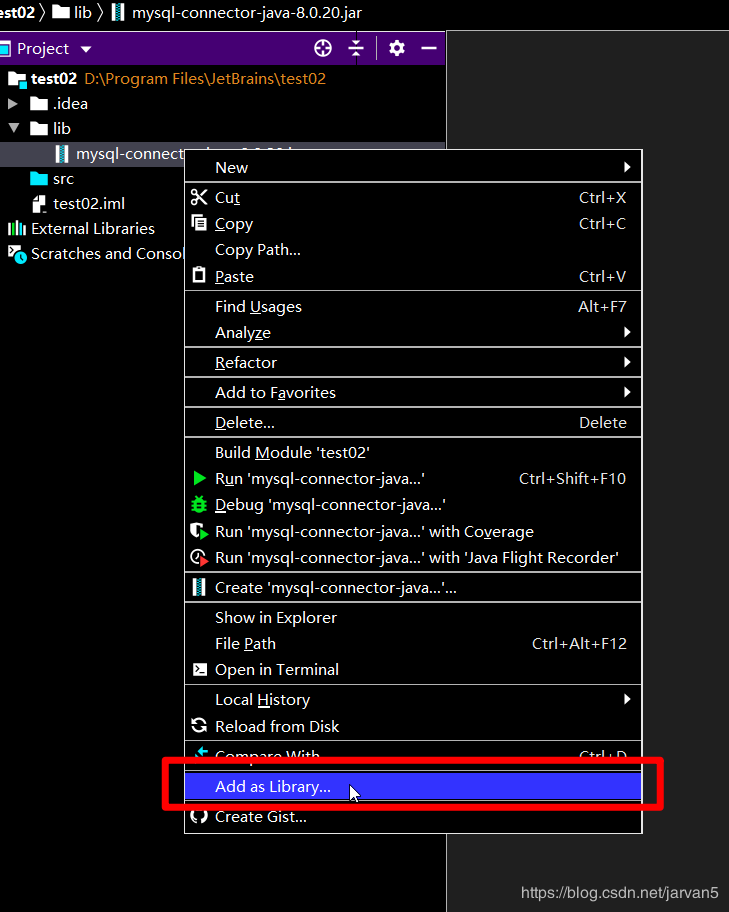 est02 〉 lib 〉 mysql-connector-java-8.0.20.jar
Project
test02 D:\Program Files\JetBrains\test02
.idea
lib
mysql-connect
src
test02.iml
External Libraries
Scratches and Consol
New
Cut Ctrl+X
Copy Ctrl+C
Copy Path...
Paste Ctrl+V
Find Usages Alt+F7
Analyze
Refactor
Add to Favorites
Delete... Delete
Build Module 'test02'
Run 'mysql-connector-java...' Ctrl+Shift+F10
Debug 'mysql-connector-java...'
Run 'mysql-connector-java...' with Coverage
Run 'mysql-connector-java...' with 'Java Flight Recorder'
Create 'mysql-connector-java...'...
Show in Explorer
File Path Ctrl+Alt+F12
Open in Terminal
Local History
Reload from Disk
Compare With Ctrl+D
Add as Library...
Create Gist...
https://blog.csdn.net/jarvan5